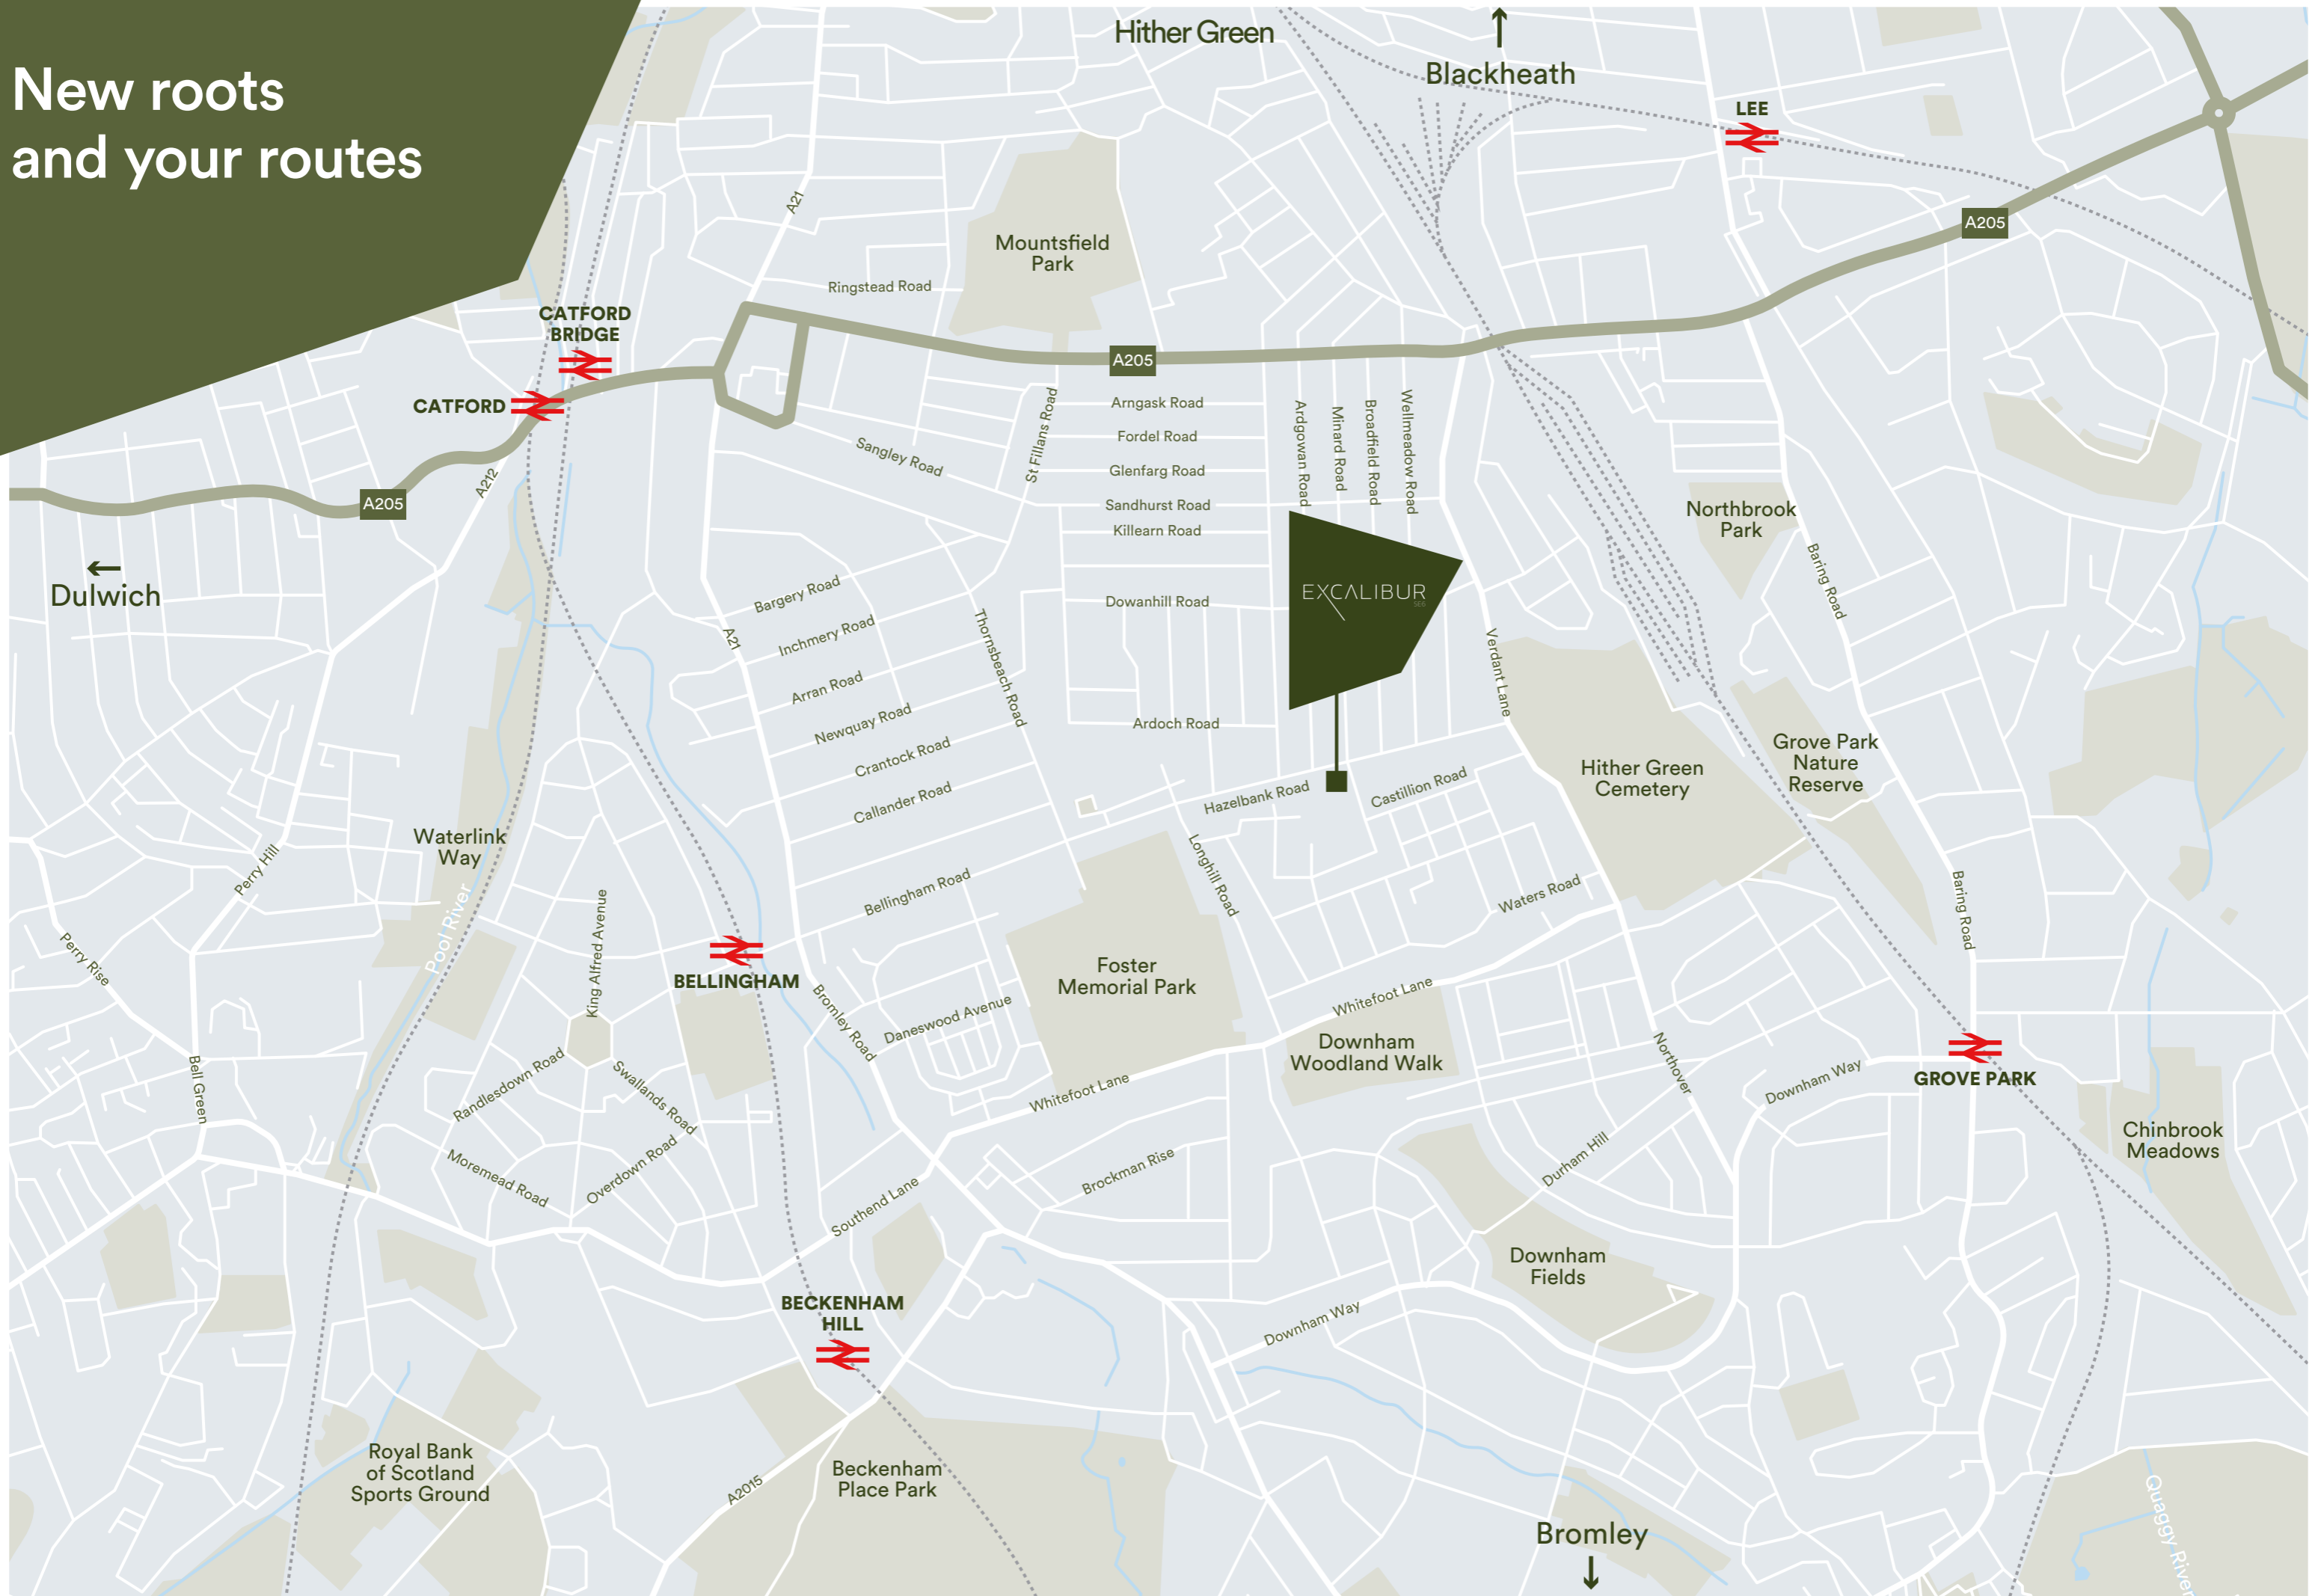 New roots
and your routes
Hither Green
Blackheath
LEE
A21
A205
Mountsfield
Park
Ringstead Road
CATFORD
BRIDGE
A205
CATFORD
Arngask Road
Fordel Road
Glenfarg Road
Sandhurst Road
Killearn Road
St Fillans Road
Sangley Road
Ardgowan Road
Minard Road
Broadfield Road
Wellmeadow Road
A212
A205
Northbrook
Park
Dulwich
EXCALIBUR
SE6
Baring Road
Bargery Road
Dowanhill Road
Inchmery Road
A21
Thornsbeach Road
Verdant Lane
Arran Road
Newquay Road
Ardoch Road
Crantock Road
Grove Park
Nature
Reserve
Hither Green
Cemetery
Callander Road
Hazelbank Road
Castillion Road
Waterlink
Way
Perry Hill
Longhill Road
Bellingham Road
Waters Road
Baring Road
Pool River
Perry Rise
King Alfred Avenue
BELLINGHAM
Foster
Memorial Park
Whitefoot Lane
Bromley Road
Daneswood Avenue
Downham
Woodland Walk
Northover
Downham Way
GROVE PARK
Bell Green
Randlesdown Road
Swallands Road
Whitefoot Lane
Chinbrook
Meadows
Moremead Road
Overdown Road
Brockman Rise
Durham Hill
Southend Lane
Downham
Fields
BECKENHAM
HILL
Downham Way
Royal Bank
of Scotland
Sports Ground
A2015
Beckenham
Place Park
Quaggy River
Bromley